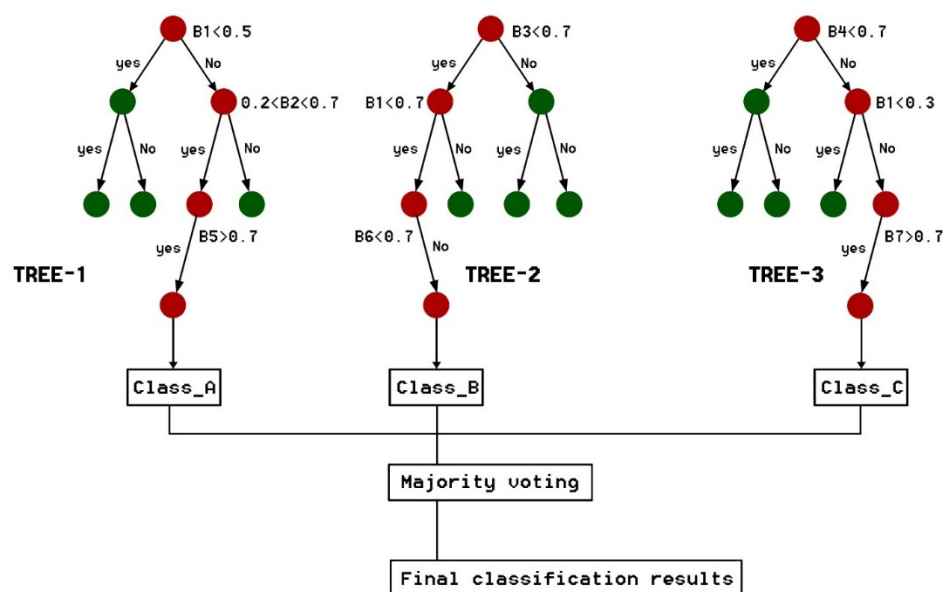 B1<0.5
B3<0.7
B4<0.7
yes No
yes No
yes No
0.2<B2<0.7
B1<0.7
B1<0.3
yes No yes No
yes No yes No
yes No yes No
B5>0.7
B6<0.7
B7>0.7
yes
No
yes
TREE-1
TREE-2
TREE-3
Class_A
Class_B
Class_C
Majority voting
Final classification results